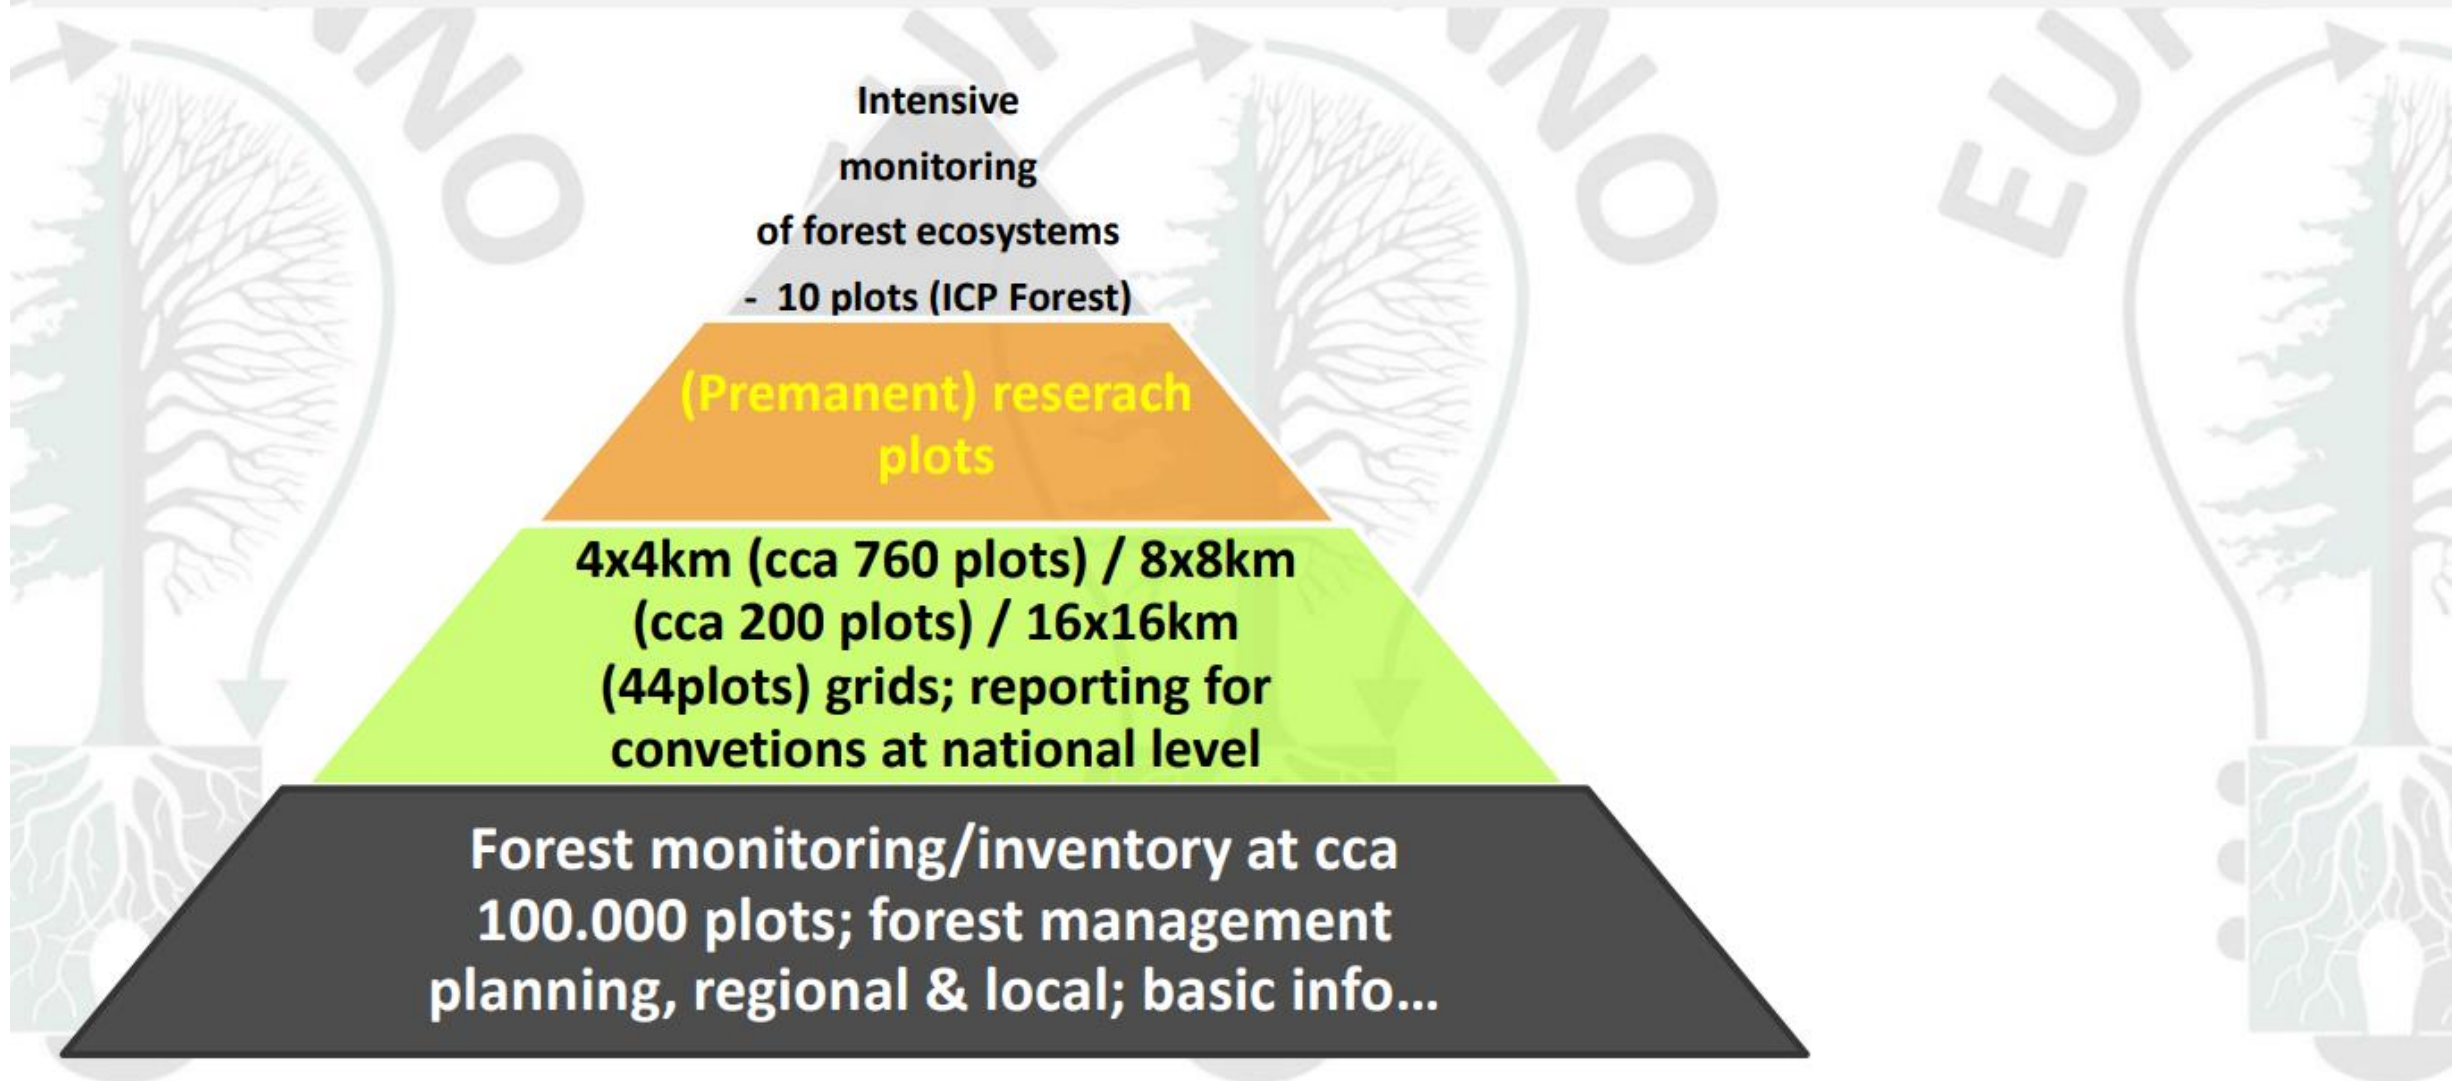 Intensive
monitoring
of forest ecosystems
- 10 plots (ICP Forest)
(Premanent) reserach
plots
4x4km (cca 760 plots) / 8x8km
(cca 200 plots) / 16x16km
(44plots) grids; reporting for
convetions at national level
Forest monitoring/inventory at cca
100.000 plots; forest management
planning, regional & local; basic info...